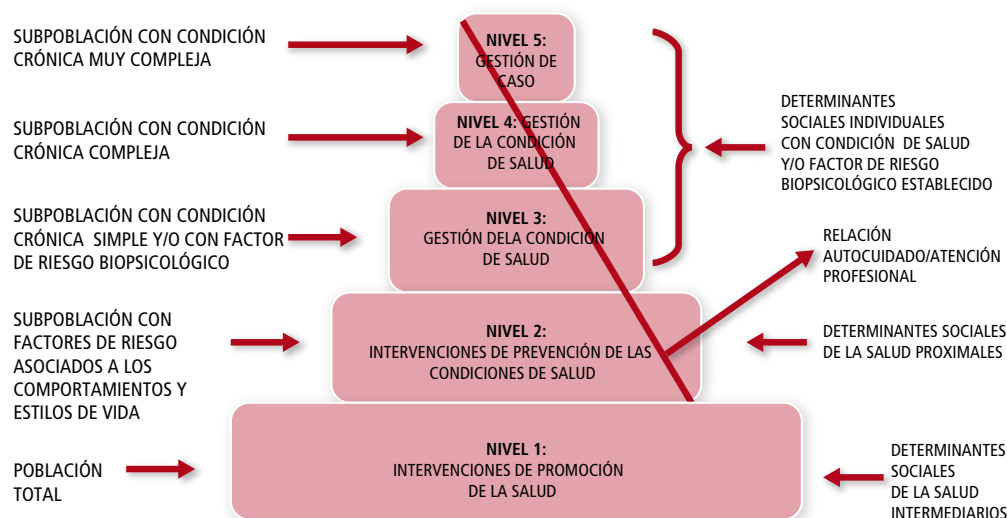 SUBPOBLACIÓN CON CONDICIÓN
CRÓNICA MUY COMPLEJA
SUBPOBLACIÓN CON CONDICIÓN
CRÓNICA COMPLEJA
SUBPOBLACIÓN CON CONDICIÓN
CRÓNICA SIMPLE Y/O CON FACTOR
DE RIESGO BIOPSICOLÓGICO
SUBPOBLACIÓN CON
FACTORES DE RIESGO
ASOCIADOS A LOS
COMPORTAMIENTOS Y
ESTILOS DE VIDA
POBLACIÓN
TOTAL
NIVEL 5:
GESTIÓN DE
CASO
NIVEL 4: GESTIÓN
DE LA CONDICIÓN
DE SALUD
NIVEL 3:
GESTIÓN DELA CONDICIÓN
DE SALUD
NIVEL 2:
INTERVENCIONES DE PREVENCIÓN DE LAS
CONDICIONES DE SALUD
NIVEL 1:
INTERVENCIONES DE PROMOCIÓN
DE LA SALUD
DETERMINANTES
SOCIALES INDIVIDUALES
CON CONDICIÓN DE SALUD
Y/O FACTOR DE RIESGO
BIOPSICOLÓGICO ESTABLECIDO
RELACIÓN
AUTOCUIDADO/ATENCIÓN
PROFESIONAL
DETERMINANTES SOCIALES
DE LA SALUD PROXIMALES
DETERMINANTES
SOCIALES
DE LA SALUD
INTERMEDIARIOS